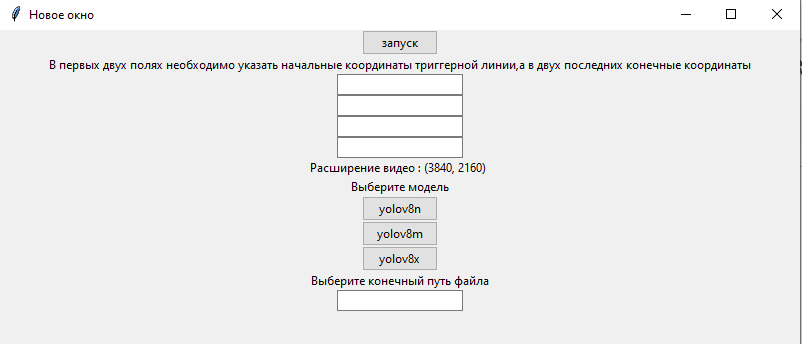 Новое окно
запуск
В первых двух полях необходимо указать начальные координаты триггерной линии,а в двух последних конечные координаты
Расширение видео : (3840, 2160)
Выберите модель
yolov8n
yolov8m
yolov8x
Выберите конечный путь файла